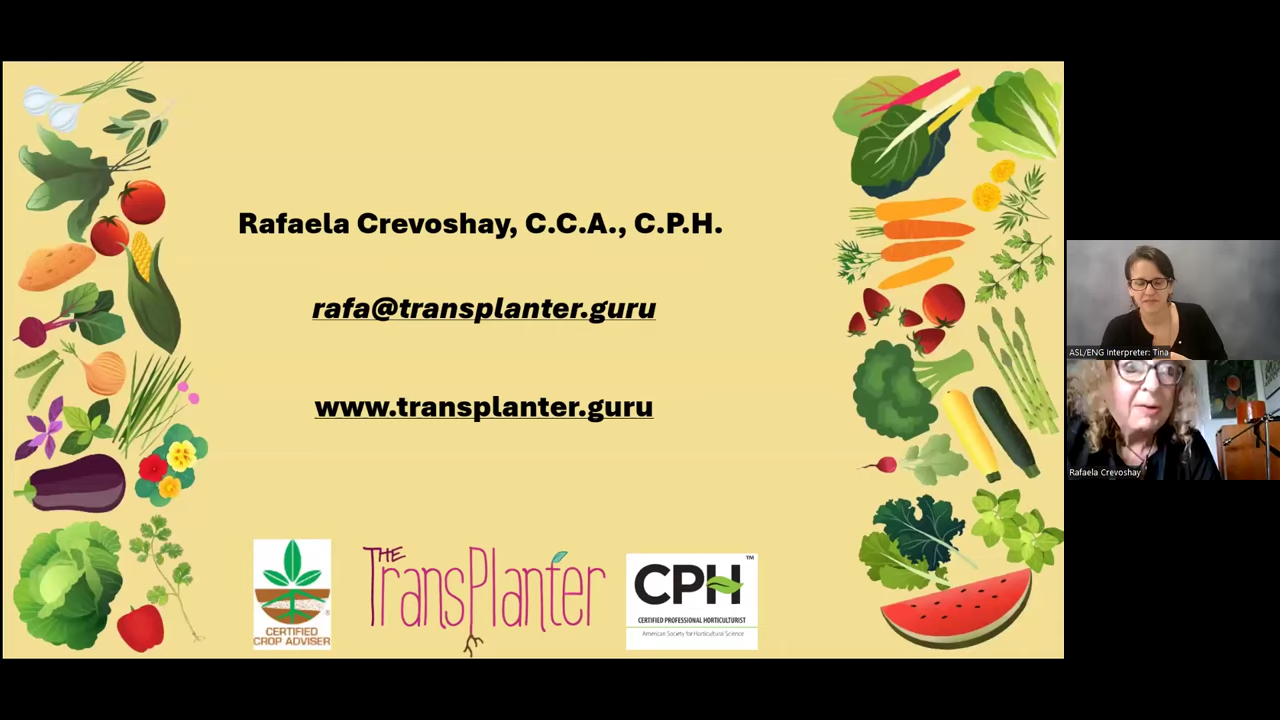 Rafaela Crevoshay, C.C.A., C.P.H.
rafa@transplanter.guru
www.transplanter.guru
CERTIFIED
CROP ADVISER
®
THE
TransPlanter
CPH
TM
CERTIFIED PROFESSIONAL HORTICULTURIST
American Society for Horticultural Science
ASL/ENG Interpreter: Tina
Rafaela Crevoshay